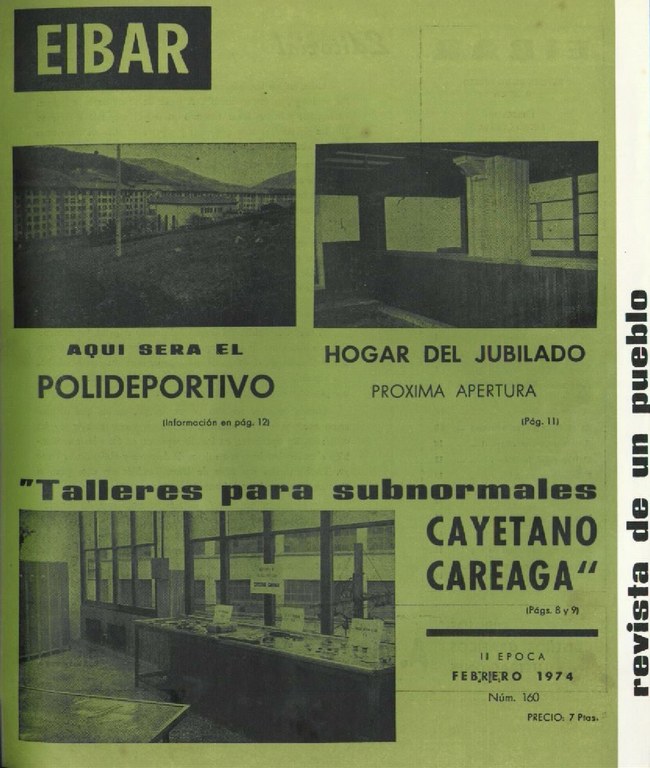 EIBAR
AQUI SERA EL
POLIDEPORTIVO
(Información en pág. 12)
HOGAR DEL JUBILADO
PROXIMA APERTURA
(Pág. 11)
"Talleres para subnormales
CAYETANO
CAREAGA"
(Págs. 8 y 9)
II EPOCA
FEBRERO 1974
Núm. 160
PRECIO: 7 Ptas.
revista de un pueblo